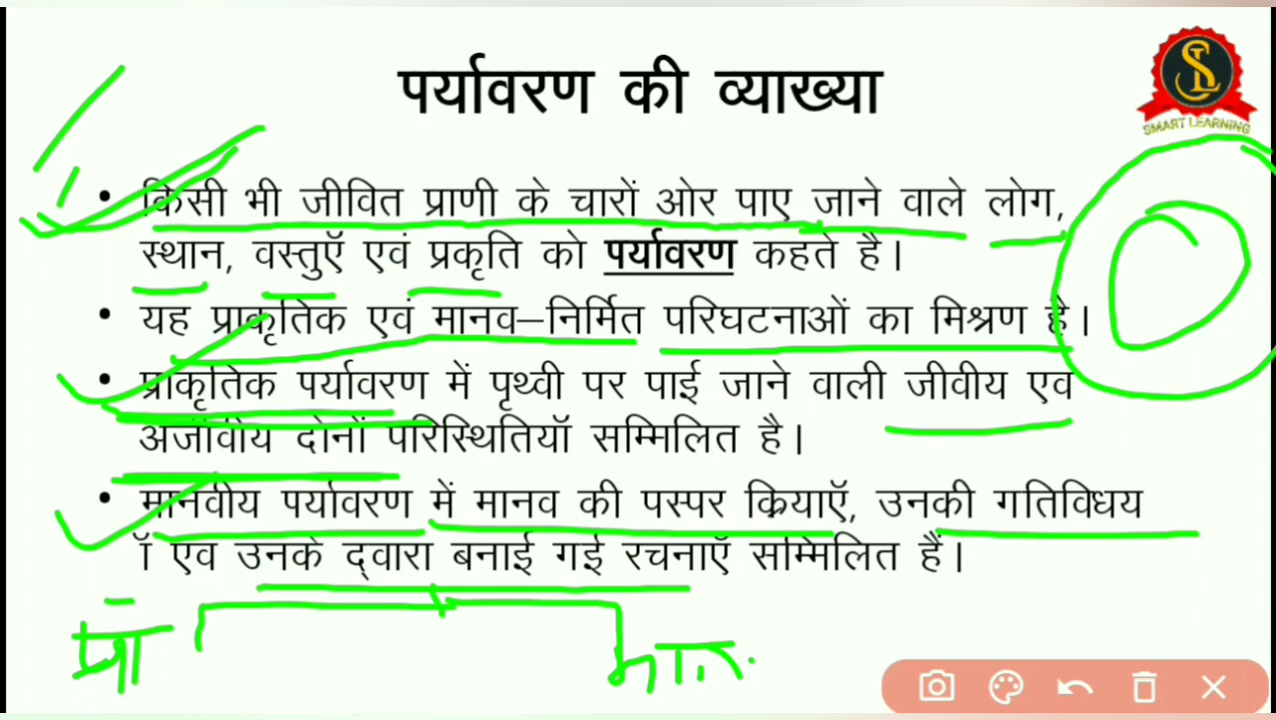 पर्यावरण की व्याख्या
SMART LEARNING
• किसी भी जीवित प्राणी के चारों ओर पाए जाने वाले लोग,
स्थान, वस्तुऍ एवं प्रकृति को पर्यावरण कहते है।
• यह प्राकृतिक एवं मानव–निर्मित परिघटनाओं का मिश्रण है।
• प्राकृतिक पर्यावरण में पृथ्वी पर पाई जाने वाली जीवीय एव
अजीवीय दोनों परिस्थितियॉ सम्मिलित है।
• मानवीय पर्यावरण में मानव की पस्पर क्रियाऍ, उनकी गतिविधय
ॉ एव उनके द्वारा बनाई गई रचनाऍ सम्मिलित हैं।
प्रा